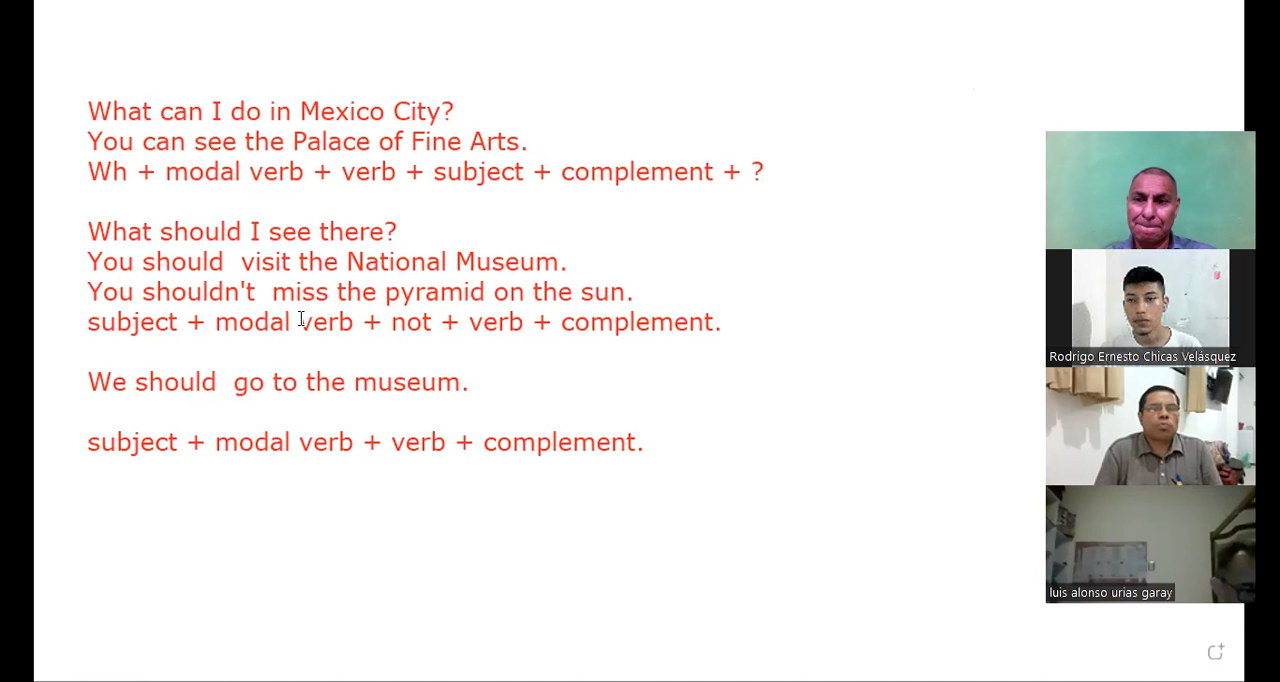 What can I do in Mexico City?
You can see the Palace of Fine Arts.
Wh + modal verb + verb + subject + complement + ?
What should I see there?
You should  visit the National Museum.
You shouldn't  miss the pyramid on the sun.
subject + modal verb + not + verb + complement.
We should  go to the museum.
subject + modal verb + verb + complement.
Rodrigo Ernesto Chicas Velásquez
luis alonso urias garay